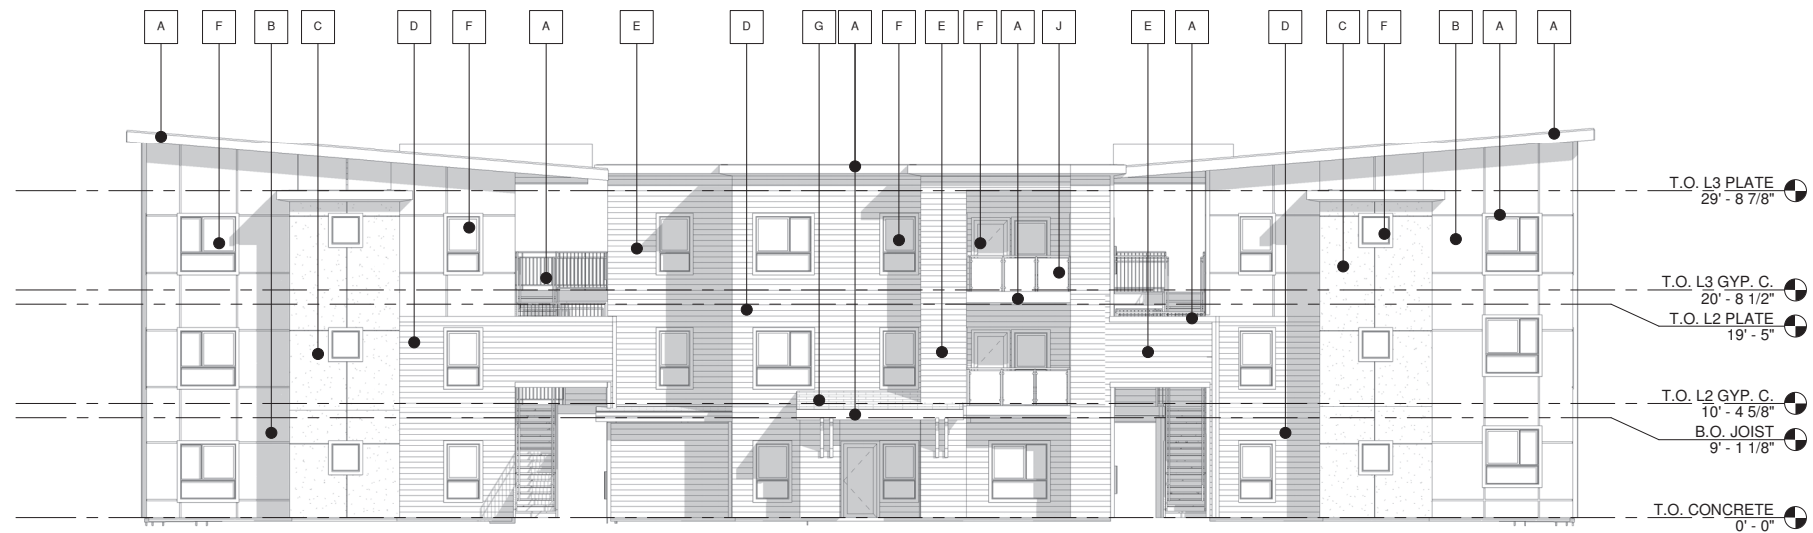 A F B C D F A E D G A F E F A J E A D C F B A A
T.O. L3 PLATE
29' - 8 7/8"
T.O. L3 GYP. C.
20' - 8 1/2"
T.O. L2 PLATE
19' - 5"
T.O. L2 GYP. C.
10' - 4 5/8"
B.O. JOIST
9' - 1 1/8"
T.O. CONCRETE
0' - 0"